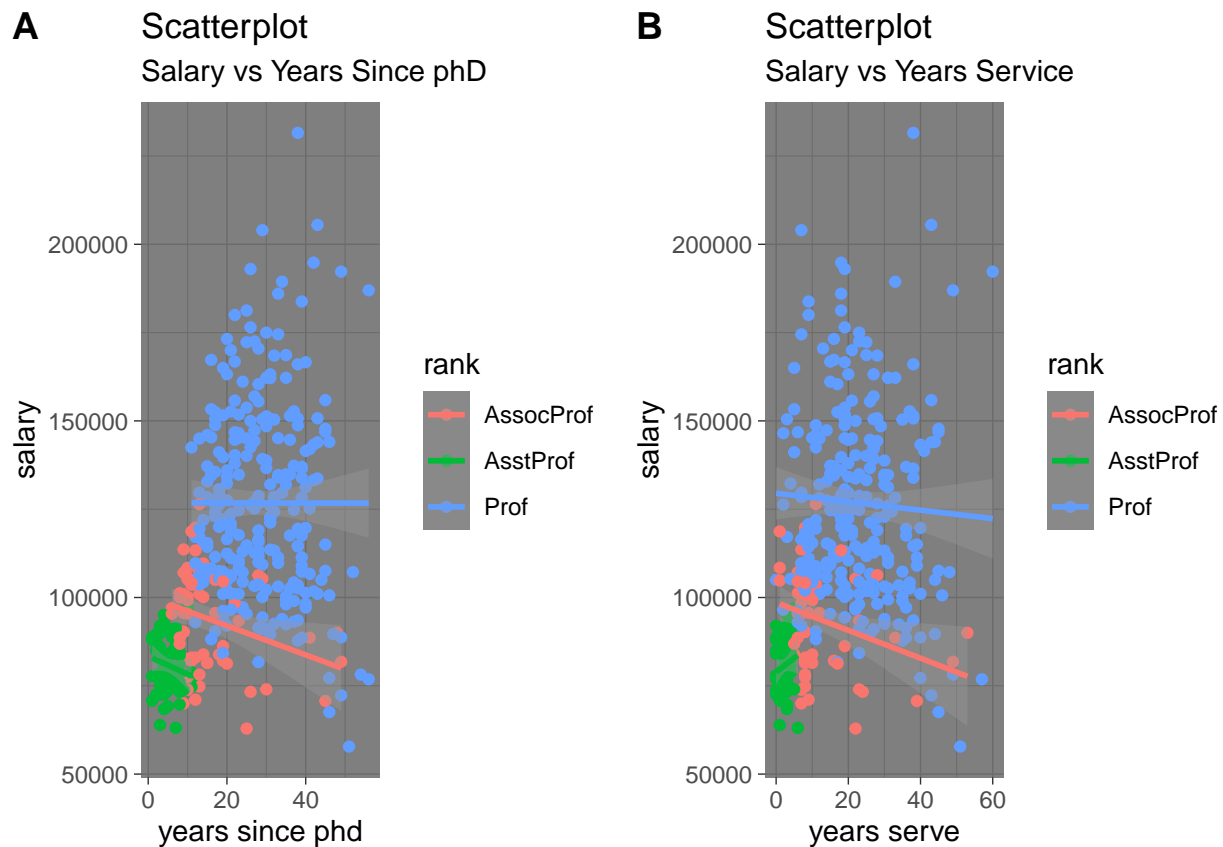 A
Scatterplot
Salary vs Years Since phD
200000
150000
100000
50000
salary
0
20
40
years since phd
rank
AssocProf
AsstProf
Prof
B
Scatterplot
Salary vs Years Service
200000
150000
100000
50000
salary
0
20
40
60
years serve
rank
AssocProf
AsstProf
Prof